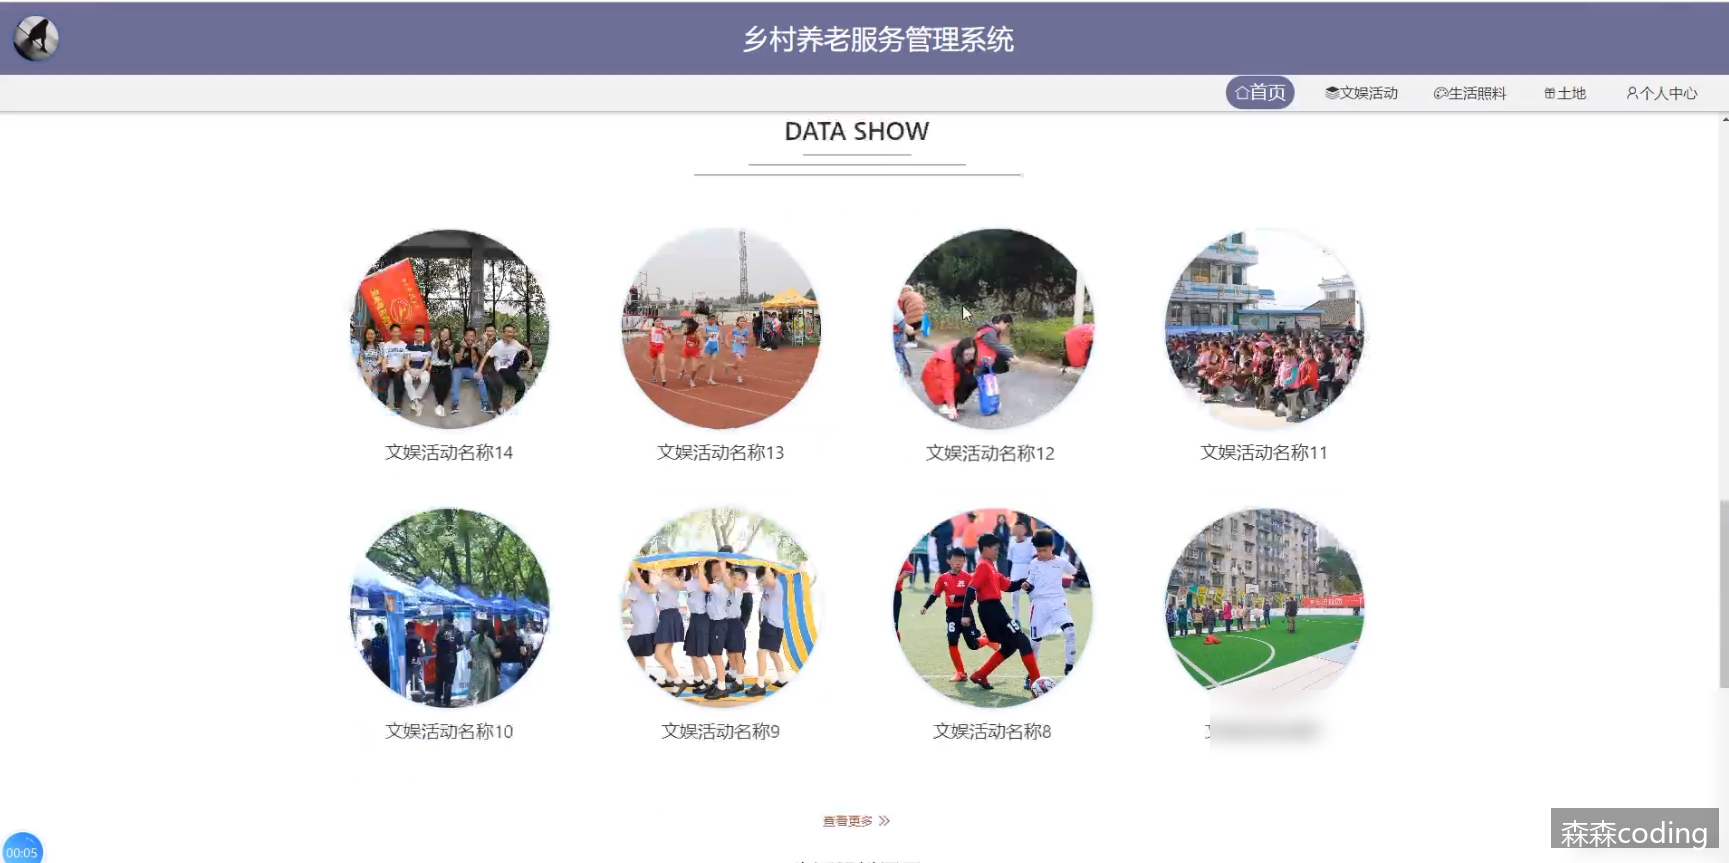 乡村养老服务管理系统
首页 文娱活动 生活照料 土地 个人中心
DATA SHOW
文娱活动名称14 文娱活动名称13 文娱活动名称12 文娱活动名称11
文娱活动名称10 文娱活动名称9 文娱活动名称8
查看更多 »
森森coding
00:05